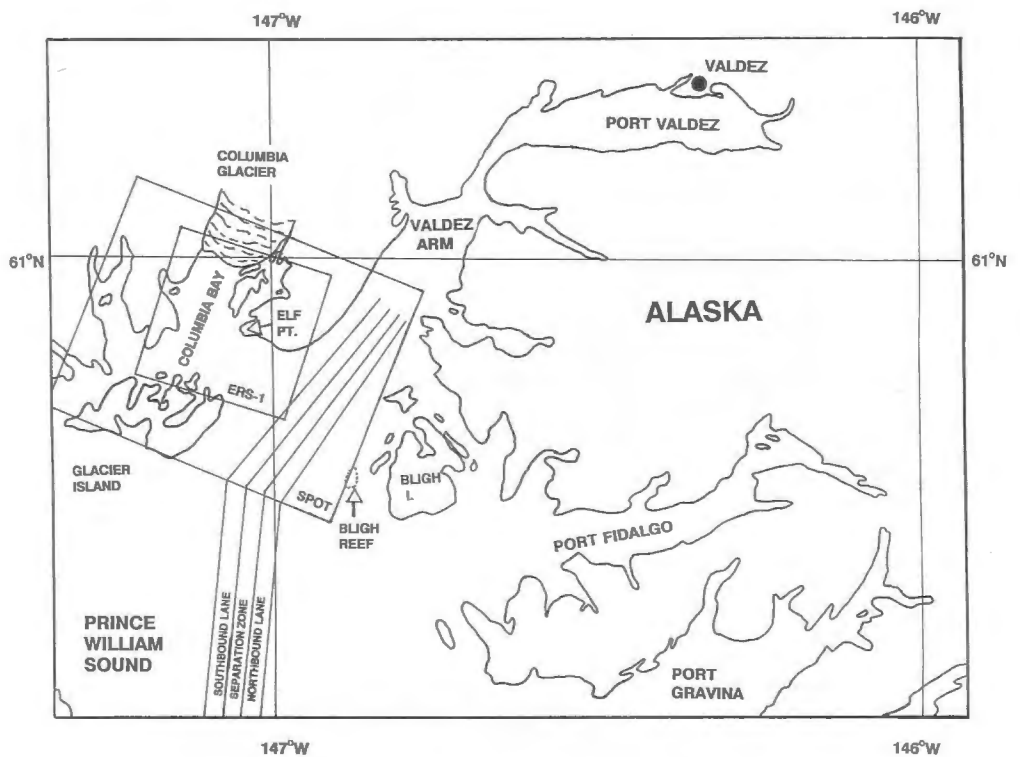 147°W
146°W
VALDEZ
PORT VALDEZ
COLUMBIA
GLACIER
VALDEZ
ARM
61°N
61°N
ALASKA
COLUMBIA BAY
ELF
PT.
ERS-1
GLACIER
ISLAND
SPOT
BLIGH
I.
BLIGH
REEF
PORT FIDALGO
PRINCE
WILLIAM
SOUND
SOUTHBOUND LANE
SEPARATION ZONE
NORTHBOUND LANE
PORT
GRAVINA
147°W
146°W